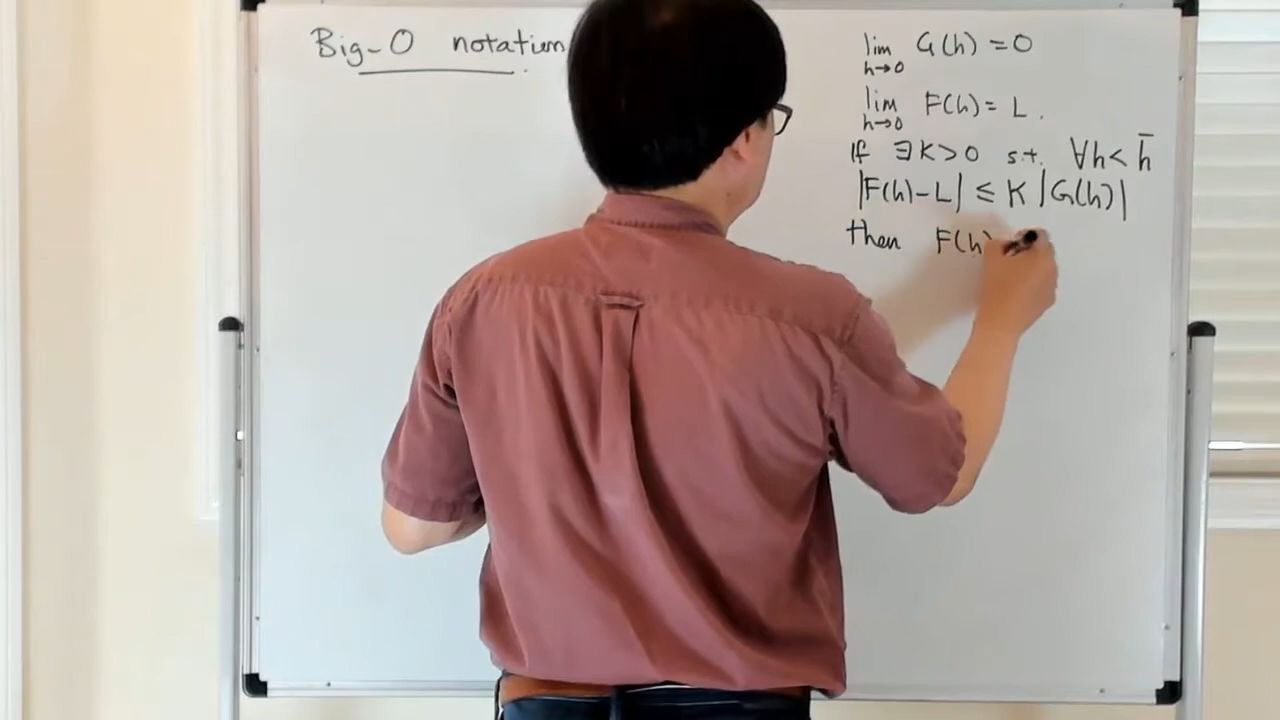 Big-O notation
lim h→0 G(h) = 0
lim h→0 F(h) = L.
If ∃K>0 s.t. ∀h< h̄
|F(h)-L| ≤ K |G(h)|
then F(h)